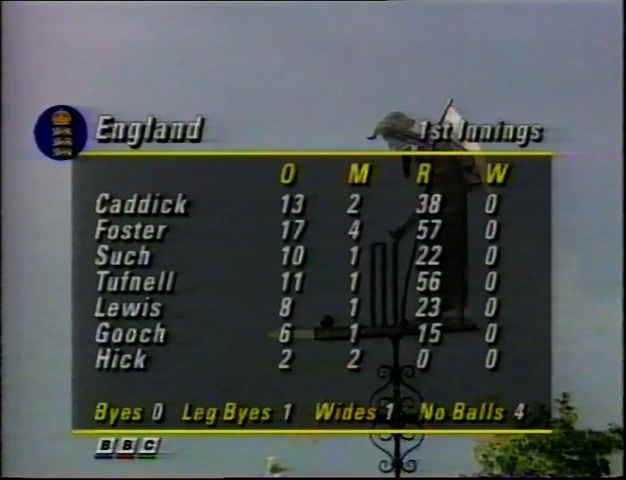 England 1st Innings
O M R W
Caddick 13 2 38 0
Foster 17 4 57 0
Such 10 1 22 0
Tufnell 11 1 56 0
Lewis 8 1 23 0
Gooch 6 1 15 0
Hick 2 2 0 0
Byes 0 Leg Byes 1 Wides 1 No Balls 4
BBC